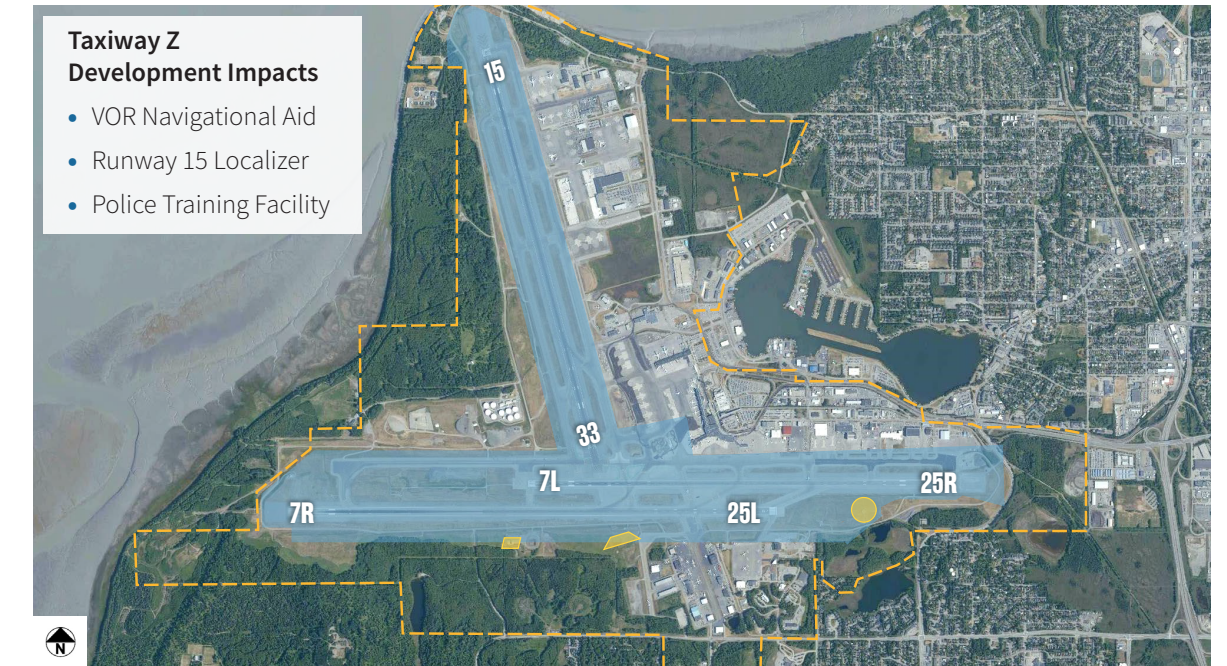 Taxiway Z
Development Impacts
• VOR Navigational Aid
• Runway 15 Localizer
• Police Training Facility
15
33
7L
25R
7R
25L
N